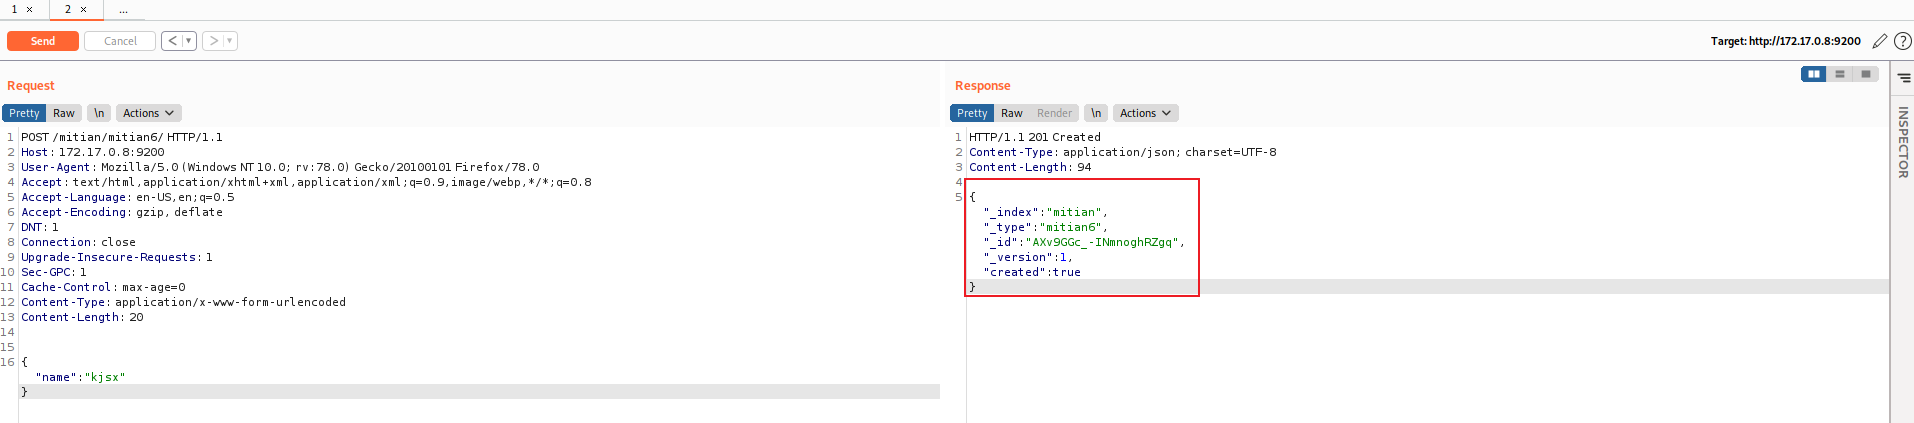 1 × 2 × ...
Send Cancel < > Target: http://172.17.0.8:9200 ?
Request
Pretty Raw \n Actions
1 POST /mitian/mitian6/ HTTP/1.1
2 Host: 172.17.0.8:9200
3 User-Agent: Mozilla/5.0 (Windows NT 10.0; rv:78.0) Gecko/20100101 Firefox/78.0
4 Accept: text/html,application/xhtml+xml,application/xml;q=0.9,image/webp,*/*;q=0.8
5 Accept-Language: en-US,en;q=0.5
6 Accept-Encoding: gzip, deflate
7 DNT: 1
8 Connection: close
9 Upgrade-Insecure-Requests: 1
10 Sec-GPC: 1
11 Cache-Control: max-age=0
12 Content-Type: application/x-www-form-urlencoded
13 Content-Length: 20
14
15
16 {
"name":"kjsx"
}
Response
Pretty Raw Render \n Actions
1 HTTP/1.1 201 Created
2 Content-Type: application/json; charset=UTF-8
3 Content-Length: 94
4
5 {
"_index":"mitian",
"_type":"mitian6",
"_id":"AXv9GGc_-INmnoghRZgq",
"_version":1,
"created":true
}
INSPECTOR